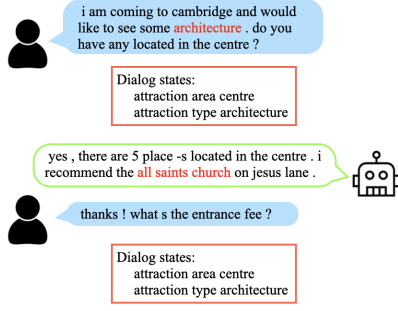 i am coming to cambridge and would
like to see some architecture . do you
have any located in the centre ?
Dialog states:
attraction area centre
attraction type architecture
yes , there are 5 place -s located in the centre . i
recommend the all saints church on jesus lane .
thanks ! what s the entrance fee ?
Dialog states:
attraction area centre
attraction type architecture